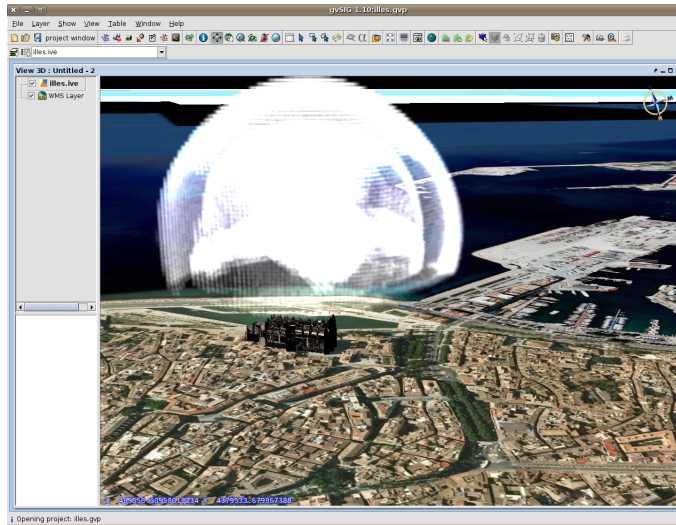 gvSIG 1.10:illes.gvp
File Layer Show View Table Window Help
project window
illes.ive
View 3D : Untitled - 2
illes.ive
WMS Layer
Opening project: illes.gvp